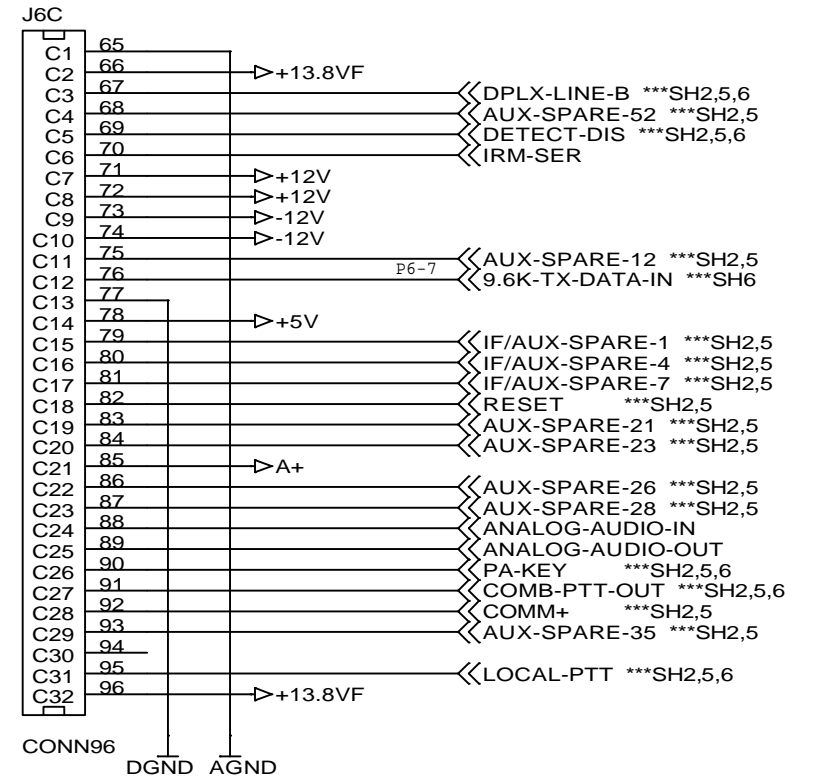 J6C
C1 65
C2 66 +13.8VF
C3 67 DPLX-LINE-B ***SH2,5,6
C4 68 AUX-SPARE-52 ***SH2,5
C5 69 DETECT-DIS ***SH2,5,6
C6 70 IRM-SER
C7 71 +12V
C8 72 +12V
C9 73 -12V
C10 74 -12V
C11 75 AUX-SPARE-12 ***SH2,5
C12 76 P6-7 9.6K-TX-DATA-IN ***SH6
C13 77
C14 78 +5V
C15 79 IF/AUX-SPARE-1 ***SH2,5
C16 80 IF/AUX-SPARE-4 ***SH2,5
C17 81 IF/AUX-SPARE-7 ***SH2,5
C18 82 RESET ***SH2,5
C19 83 AUX-SPARE-21 ***SH2,5
C20 84 AUX-SPARE-23 ***SH2,5
C21 85 A+
C22 86 AUX-SPARE-26 ***SH2,5
C23 87 AUX-SPARE-28 ***SH2,5
C24 88 ANALOG-AUDIO-IN
C25 89 ANALOG-AUDIO-OUT
C26 90 PA-KEY ***SH2,5,6
C27 91 COMB-PTT-OUT ***SH2,5,6
C28 92 COMM+ ***SH2,5
C29 93 AUX-SPARE-35 ***SH2,5
C30 94
C31 95 LOCAL-PTT ***SH2,5,6
C32 96 +13.8VF
CONN96
DGND AGND